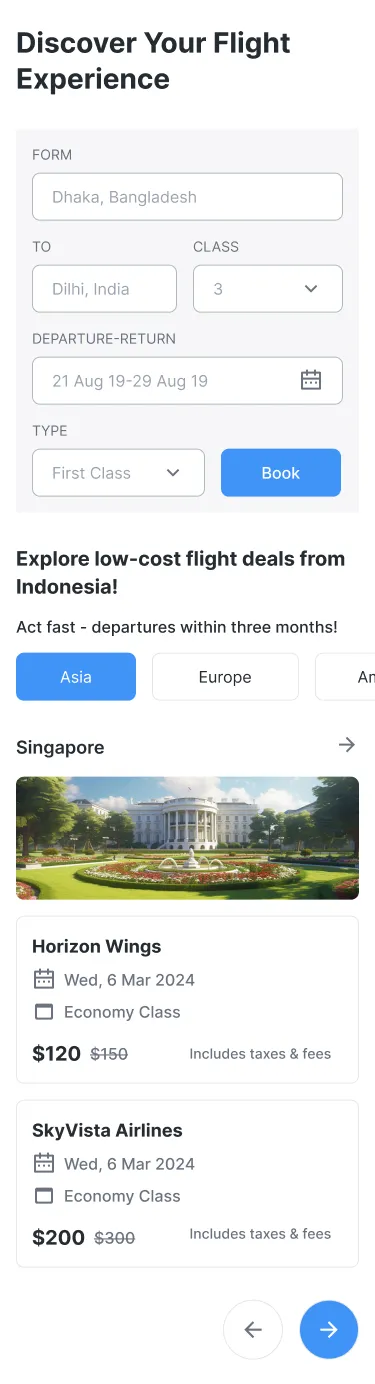 Discover Your Flight
Experience
FORM
Dhaka, Bangladesh
TO
CLASS
Dilhi, India
3
DEPARTURE-RETURN
21 Aug 19-29 Aug 19
TYPE
First Class
Book
Explore low-cost flight deals from
Indonesia!
Act fast - departures within three months!
Asia
Europe
Singapore
Horizon Wings
Wed, 6 Mar 2024
Economy Class
$120 $150
Includes taxes & fees
SkyVista Airlines
Wed, 6 Mar 2024
Economy Class
$200 $300
Includes taxes & fees